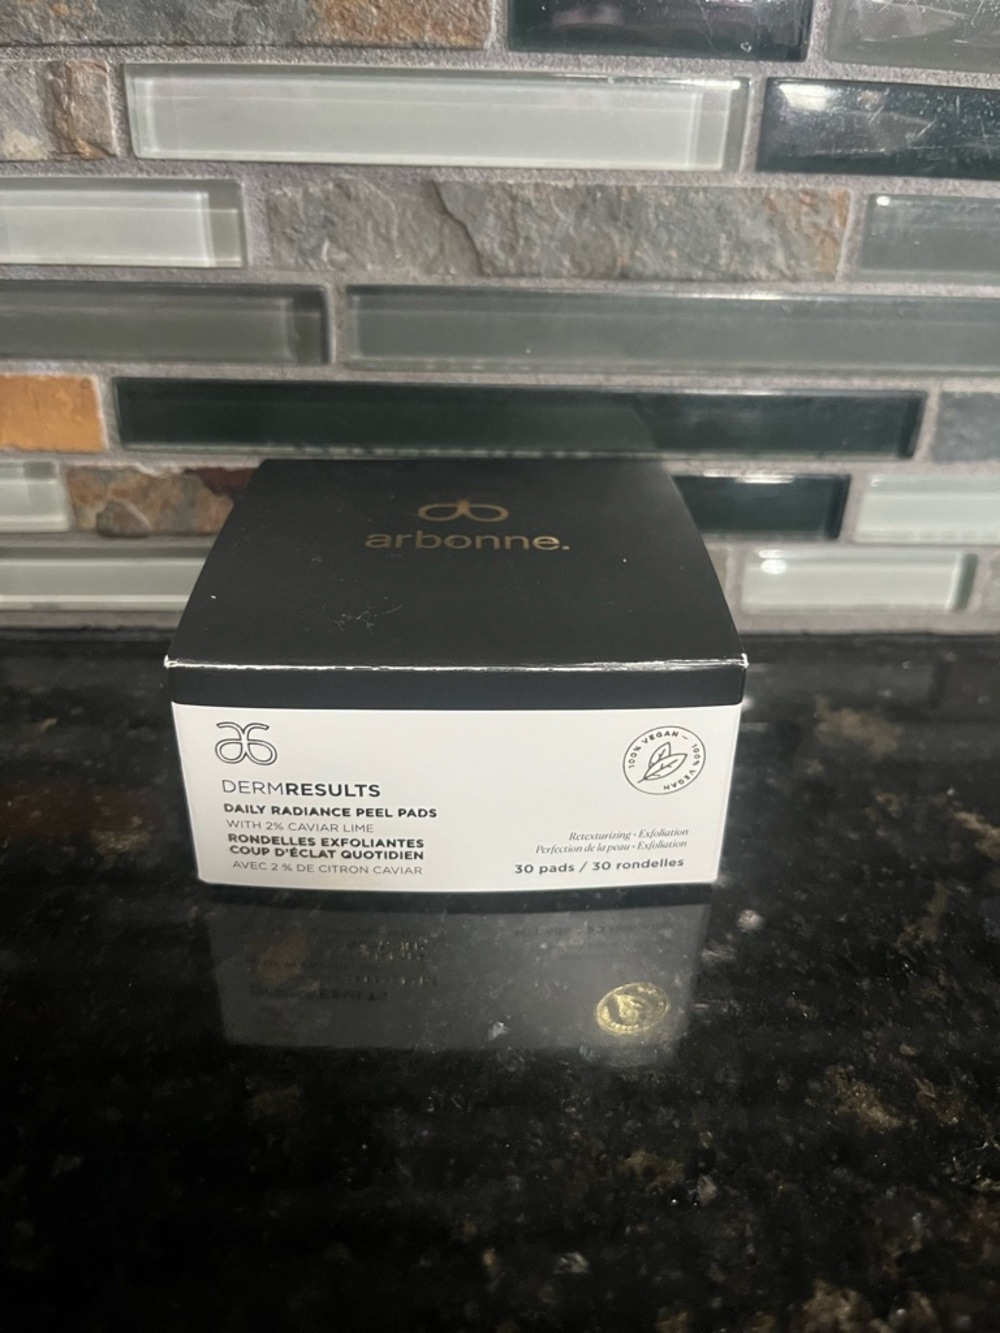 arbonne.
DERMRESULTS
DAILY RADIANCE PEEL PADS
WITH 2% CAVIAR LIME
RONDELLES EXFOLIANTES
COUP D'ÉCLAT QUOTIDIEN
AVEC 2 % DE CITRON CAVIAR
100% VEGAN — 100% VEGAN
Retexturizing • Exfoliation
Perfection de la peau • Exfoliation
30 pads / 30 rondelles